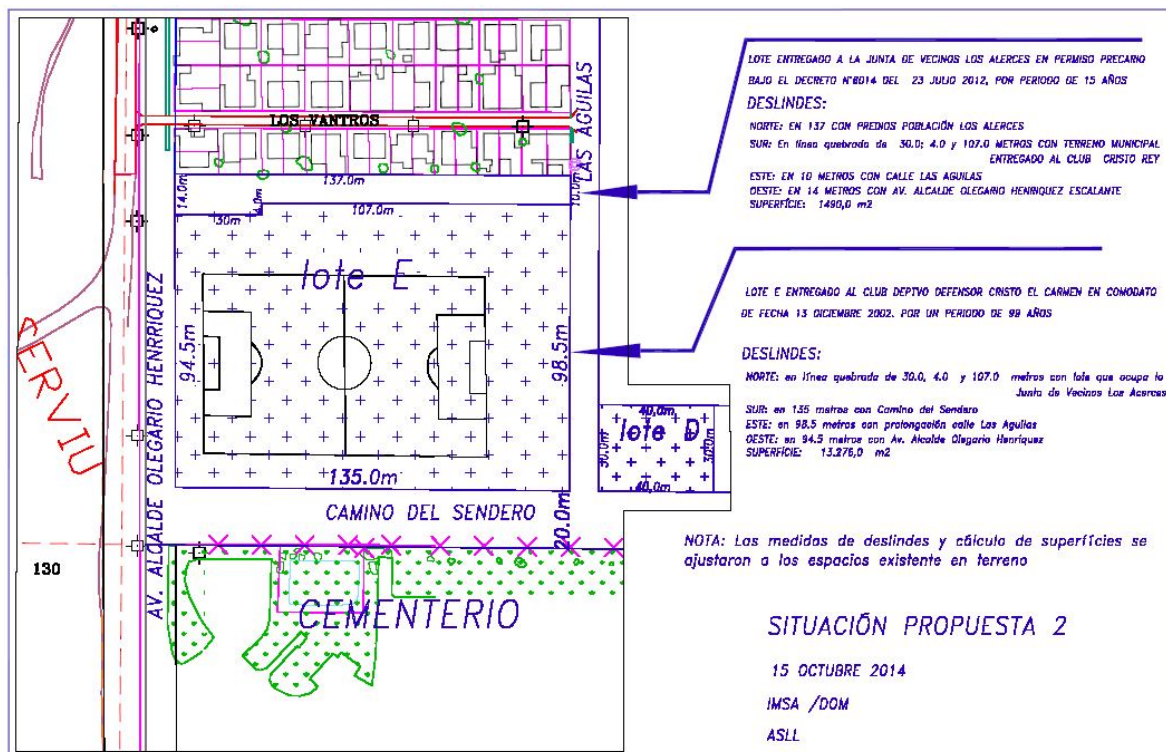 LOTE ENTREGADO A LA JUNTA DE VECINOS LOS ALERCES EN PERMISO PRECARIO
BAJO EL DECRETO N°6014 DEL 23 JULIO 2012, POR PERIODO DE 15 AÑOS
DESLINDES:
NORTE: EN 137 CON PREDIOS POBLACIÓN LOS ALERCES
SUR: En línea quebrada de 30.0; 4.0 y 107.0 METROS CON TERRENO MUNICIPAL
ENTREGADO AL CLUB CRISTO REY
ESTE: EN 10 METROS CON CALLE LAS AGUILAS
OESTE: EN 14 METROS CON AV. ALCALDE OLEGARIO HENRIQUEZ ESCALANTE
SUPERFÍCIE: 1490,0 m2
LOTE E ENTREGADO AL CLUB DEPTVO DEFENSOR CRISTO EL CARMEN EN COMODATO
DE FECHA 13 DICIEMBRE 2002. POR UN PERIODO DE 99 AÑOS
DESLINDES:
NORTE: en línea quebrada de 30.0, 4.0 y 107.0 metros con lote que ocupa la
Junta de Vecinos Los Acerces
SUR: en 135 metros con Camino del Sendero
ESTE: en 98.5 metros con prolongación calle Las Aguilas
OESTE: en 94.5 metros con Av. Alcalde Olegario Henríquez
SUPERFÍCIE: 13.276,0 m2
NOTA: Las medidas de deslindes y cálculo de superfícies se
ajustaron a los espacios existente en terreno
SITUACIÓN PROPUESTA 2
15 OCTUBRE 2014
IMSA /DOM
ASLL
LOS VANTROS
LAS AGUILAS
137.0m
14.0m
4.0m
10.0m
30m
107.0m
lote E
94.5m
98.5m
135.0m
40.0m
lote D
30.0m
30.0m
40.0m
CAMINO DEL SENDERO
20.0m
AV. ALCALDE OLEGARIO HENRRIQUEZ
SERVIU
130
CEMENTERIO